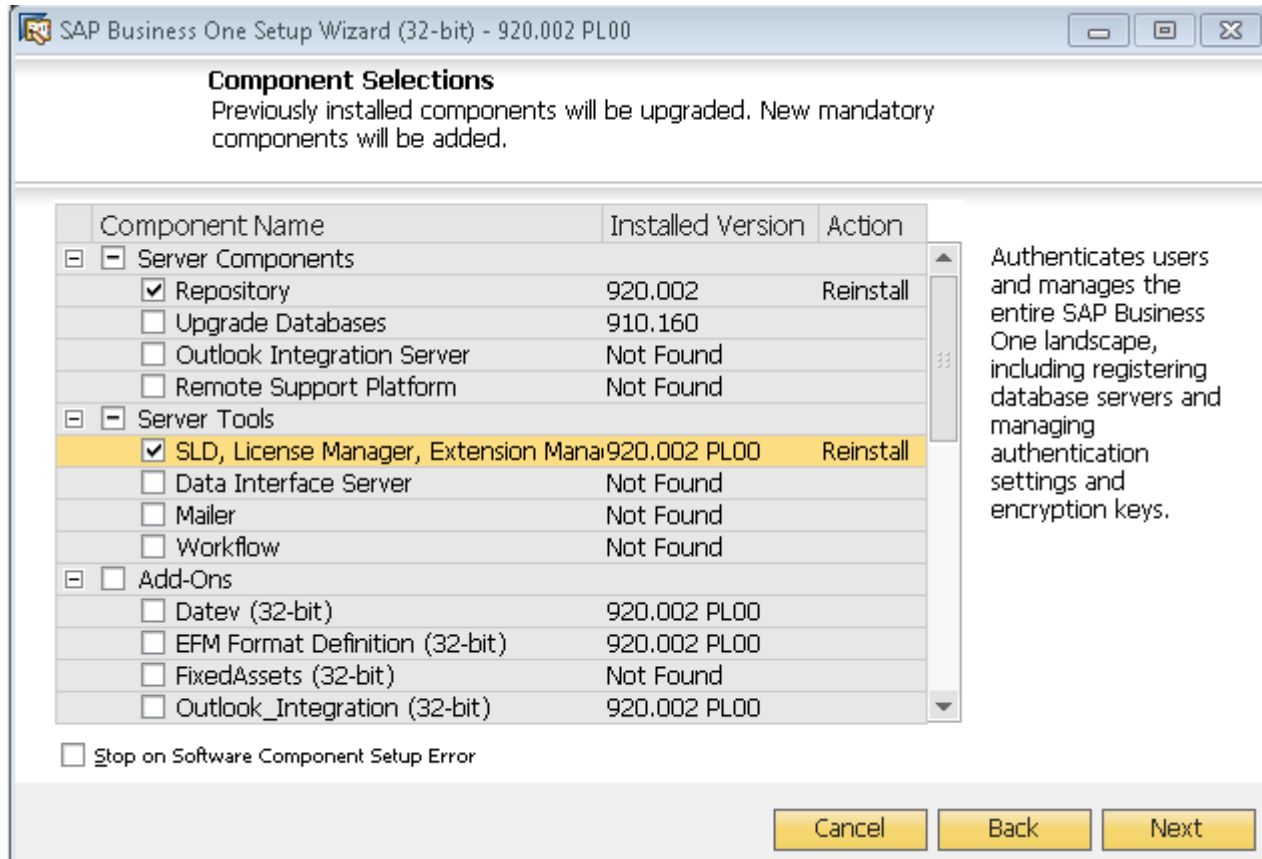 SAP Business One Setup Wizard (32-bit) - 920.002 PL00
Component Selections
Previously installed components will be upgraded. New mandatory
components will be added.
Component Name Installed Version Action
Server Components
Repository 920.002 Reinstall
Upgrade Databases 910.160
Outlook Integration Server Not Found
Remote Support Platform Not Found
Server Tools
SLD, License Manager, Extension Mana 920.002 PL00 Reinstall
Data Interface Server Not Found
Mailer Not Found
Workflow Not Found
Add-Ons
Datev (32-bit) 920.002 PL00
EFM Format Definition (32-bit) 920.002 PL00
FixedAssets (32-bit) Not Found
Outlook_Integration (32-bit) 920.002 PL00
Authenticates users
and manages the
entire SAP Business
One landscape,
including registering
database servers and
managing
authentication
settings and
encryption keys.
Stop on Software Component Setup Error
Cancel Back Next